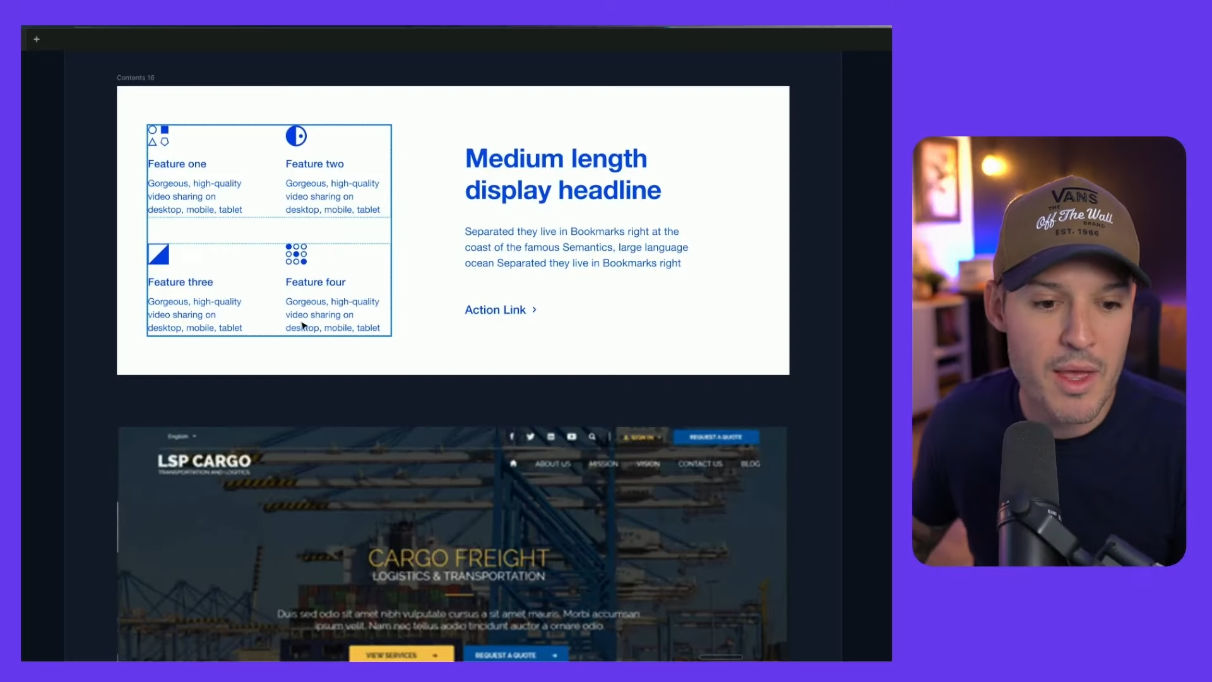 Contents 16
Feature one
Gorgeous, high-quality
video sharing on
desktop, mobile, tablet
Feature two
Gorgeous, high-quality
video sharing on
desktop, mobile, tablet
Feature three
Gorgeous, high-quality
video sharing on
desktop, mobile, tablet
Feature four
Gorgeous, high-quality
video sharing on
desktop, mobile, tablet
Medium length
display headline
Separated they live in Bookmarks right at the
coast of the famous Semantics, large language
ocean Separated they live in Bookmarks right
Action Link
English
SIGN IN
REQUEST A QUOTE
LSP CARGO
TRANSPORTATION AND LOGITICS
ABOUT US MISSION VISION CONTACT US BLOG
CARGO FREIGHT
LOGISTICS & TRANSPORTATION
Duis sed odio sit amet nibh vulputate cursus a sit amet mauris. Morbi accumsan
ipsum velit. Nam nec tellus aodio tincidunt auctor a ornare odio.
VIEW SERVICES
REQUEST A QUOTE
VANS
THE
"Off The Wall"
BRAND
EST. 1966